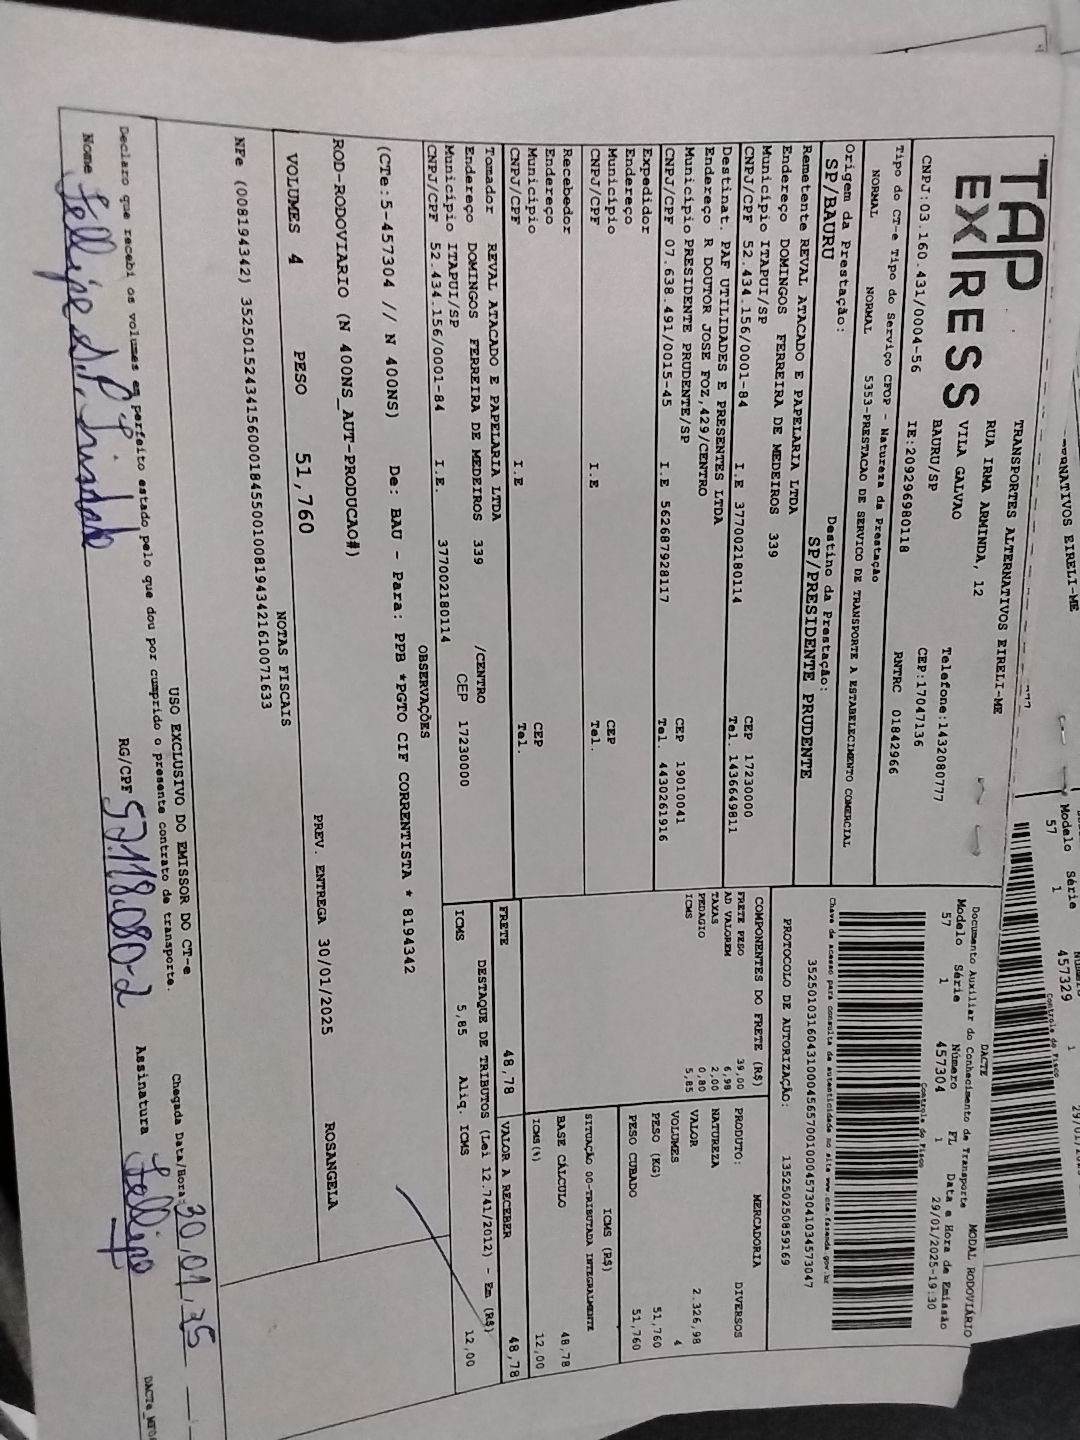 TAP
EXPRESS
TRANSPORTES ALTERNATIVOS EIRELI-ME
RUA IRMA ARMINDA, 12
VILA GALVAO
BAURU/SP
Telefone:1432080777
CEP:17047136
CNPJ:03.160.431/0004-56
IE:209296980118
RNTRC 01842966
Tipo do CT-e Tipo do Serviço CFOP - Natureza da Prestação
NORMAL NORMAL 5353-PRESTACAO DE SERVICO DE TRANSPORTE A ESTABELECIMENTO COMERCIAL
Origem da Prestação:
SP/BAURU
Destino da Prestação:
SP/PRESIDENTE PRUDENTE
Remetente REVAL ATACADO E PAPELARIA LTDA
Endereço DOMINGOS FERREIRA DE MEDEIROS 339
Município ITAPUI/SP CEP 17230000
CNPJ/CPF 52.434.156/0001-84 I.E 377002180114 Tel. 1436649811
Destinat. PAF UTILIDADES E PRESENTES LTDA
Endereço R DOUTOR JOSE FOZ,429/CENTRO
Município PRESIDENTE PRUDENTE/SP CEP 19010041
CNPJ/CPF 07.638.491/0015-45 I.E 562687928117 Tel. 4430261916
Expedidor
Endereço
Município CEP
CNPJ/CPF I.E Tel.
Recebedor
Endereço
Município CEP
CNPJ/CPF I.E Tel.
Tomador REVAL ATACADO E PAPELARIA LTDA
Endereço DOMINGOS FERREIRA DE MEDEIROS 339 /CENTRO
Município ITAPUI/SP CEP 17230000
CNPJ/CPF 52.434.156/0001-84 I.E. 377002180114
DACTE MODAL RODOVIÁRIO
Documento Auxiliar do Conhecimento de Transporte
Modelo Série Número FL Data e Hora de Emissão
57 1 457304 1 29/01/2025-19:30
Controle do Fisco
Chave de acesso para consulta de autenticidade no site www.cte.fazenda.gov.br
35250103160431000456570010004573041034573047
PROTOCOLO DE AUTORIZAÇÃO: 135250250859169
COMPONENTES DO FRETE (R$)
FRETE PESO 39,00
AD VALOREM 6,98
TAXAS 2,00
PEDAGIO 0,80
ICMS 5,85
MERCADORIA
PRODUTO: DIVERSOS
NATUREZA
VALOR 2.326,98
VOLUMES 4
PESO (KG) 51,760
PESO CUBADO 51,760
ICMS (R$)
SITUAÇÃO 00-TRIBUTADA INTEGRALMENTE
BASE CÁLCULO 48,78
ICMS(%) 12,00
FRETE 48,78 VALOR A RECEBER 48,78
DESTAQUE DE TRIBUTOS (Lei 12.741/2012) - Em (R$)
ICMS 5,85 Aliq. ICMS 12,00
OBSERVAÇÕES
(CTe:5-457304 // N 400NS) De: BAU - Para: PPB *PGTO CIF CORRENTISTA * 8194342
ROD-RODOVIARIO (N 400NS_AUT-PRODUCAO#)
PREV. ENTREGA 30/01/2025 ROSANGELA
VOLUMES 4 PESO 51,760
NOTAS FISCAIS
NFe (008194342) 35250152434156000184550010081943421610071633
USO EXCLUSIVO DO EMISSOR DO CT-e
Declaro que recebi os volumes em perfeito estado pelo que dou por cumprido o presente contrato de transporte.
Chegada Data/Hora: 30/01/25
Nome Fellipe RG/CPF 57.118.080-2 Assinatura Fellipe
Modelo Série
57 1 457329 1
Controle do Fisco